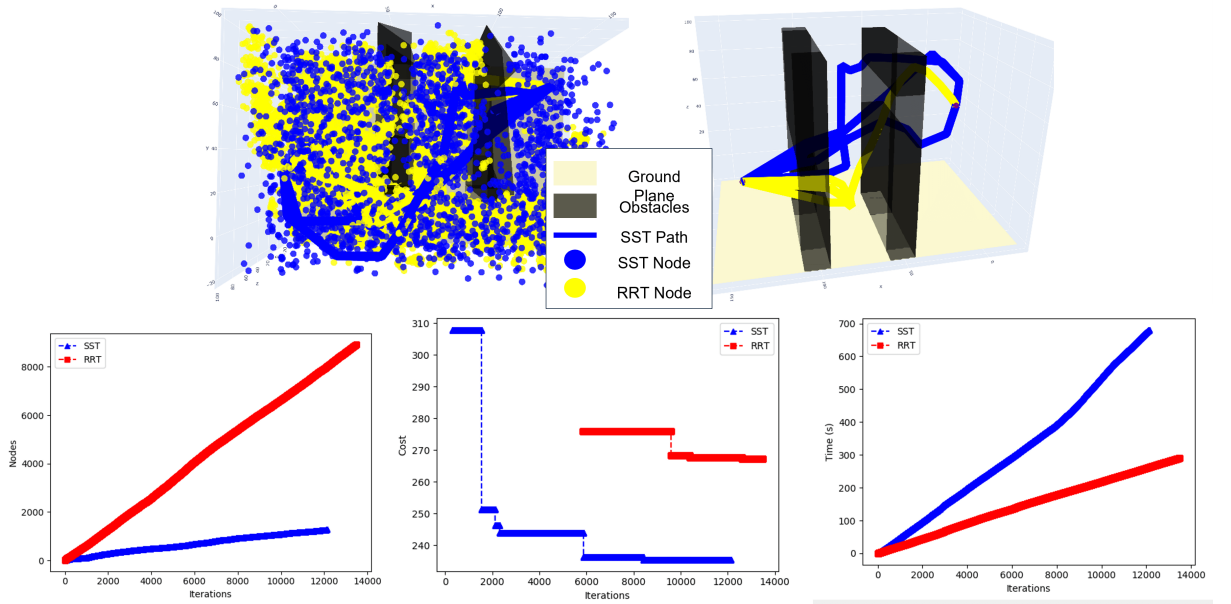 Ground
Plane
Obstacles
SST Path
SST Node
RRT Node
SST
RRT
8000
6000
4000
2000
0
Nodes
0 2000 4000 6000 8000 10000 12000 14000
Iterations
SST
RRT
310
300
290
280
270
260
250
240
Cost
0 2000 4000 6000 8000 10000 12000 14000
Iterations
SST
RRT
700
600
500
400
300
200
100
0
Time (s)
0 2000 4000 6000 8000 10000 12000 14000
Iterations